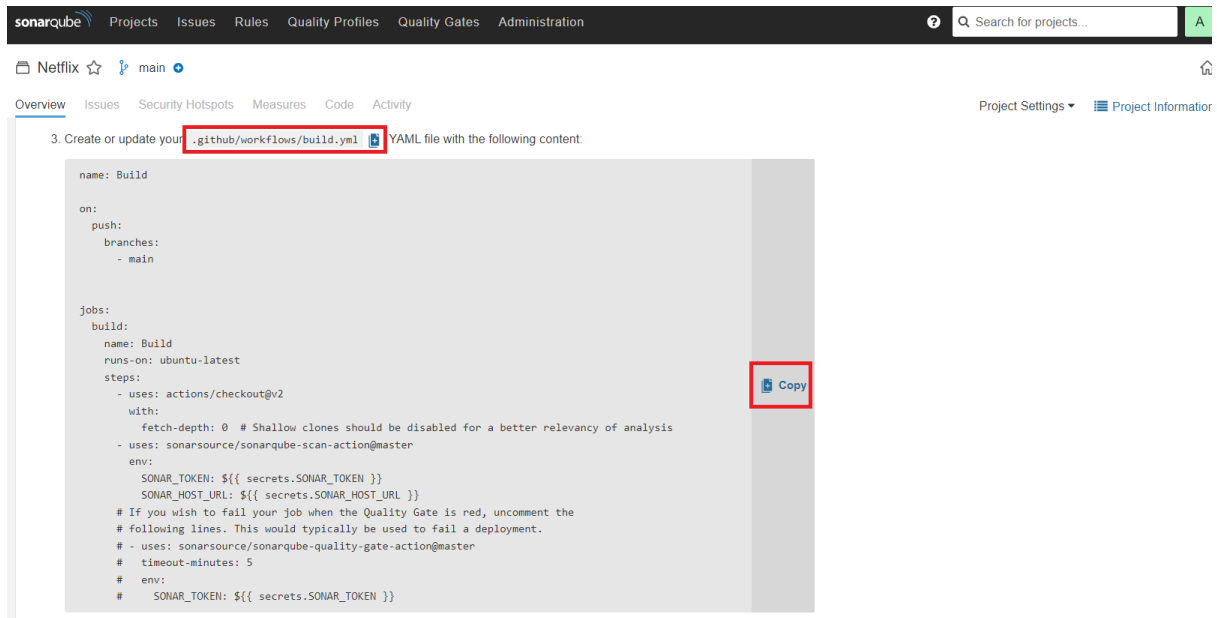 sonarqube Projects Issues Rules Quality Profiles Quality Gates Administration ? Search for projects... A
Netflix main
Overview Issues Security Hotspots Measures Code Activity Project Settings Project Information
3. Create or update your .github/workflows/build.yml YAML file with the following content:
name: Build
on:
push:
branches:
- main
jobs:
build:
name: Build
runs-on: ubuntu-latest
steps:
- uses: actions/checkout@v2
with:
fetch-depth: 0 # Shallow clones should be disabled for a better relevancy of analysis
- uses: sonarsource/sonarqube-scan-action@master
env:
SONAR_TOKEN: ${{ secrets.SONAR_TOKEN }}
SONAR_HOST_URL: ${{ secrets.SONAR_HOST_URL }}
# If you wish to fail your job when the Quality Gate is red, uncomment the
# following lines. This would typically be used to fail a deployment.
# - uses: sonarsource/sonarqube-quality-gate-action@master
# timeout-minutes: 5
# env:
# SONAR_TOKEN: ${{ secrets.SONAR_TOKEN }}
Copy